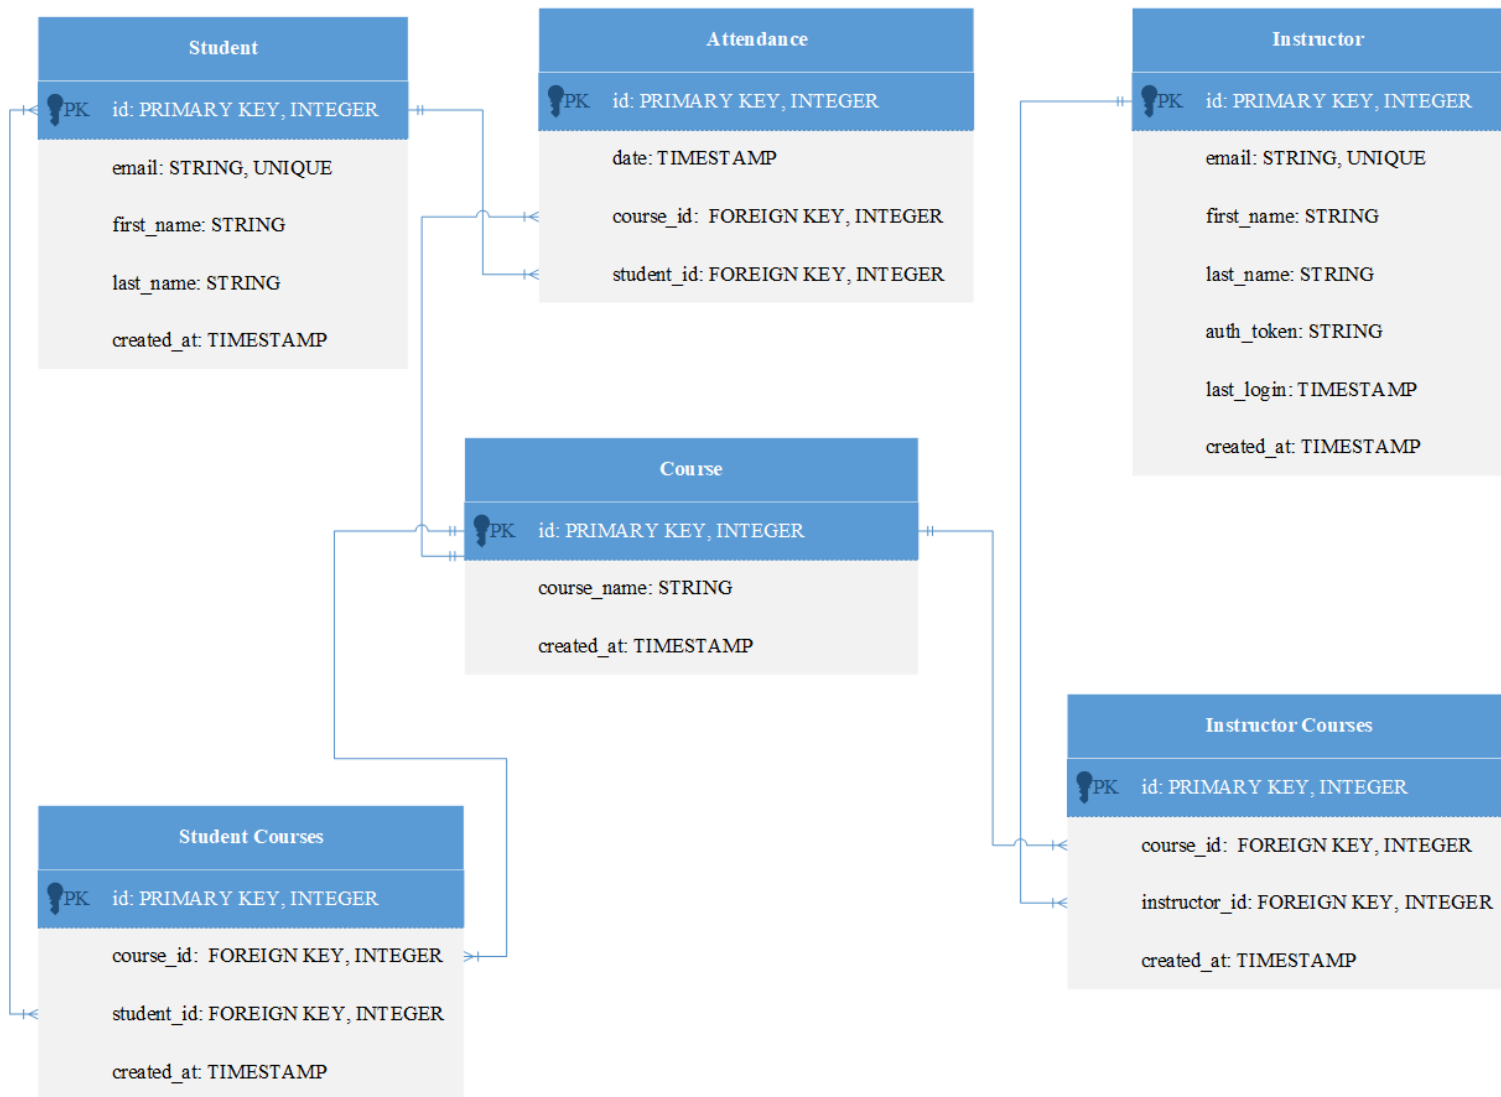 Student
PK id: PRIMARY KEY, INTEGER
email: STRING, UNIQUE
first_name: STRING
last_name: STRING
created_at: TIMESTAMP
Attendance
PK id: PRIMARY KEY, INTEGER
date: TIMESTAMP
course_id: FOREIGN KEY, INTEGER
student_id: FOREIGN KEY, INTEGER
Instructor
PK id: PRIMARY KEY, INTEGER
email: STRING, UNIQUE
first_name: STRING
last_name: STRING
auth_token: STRING
last_login: TIMESTAMP
created_at: TIMESTAMP
Course
PK id: PRIMARY KEY, INTEGER
course_name: STRING
created_at: TIMESTAMP
Instructor Courses
PK id: PRIMARY KEY, INTEGER
course_id: FOREIGN KEY, INTEGER
instructor_id: FOREIGN KEY, INTEGER
created_at: TIMESTAMP
Student Courses
PK id: PRIMARY KEY, INTEGER
course_id: FOREIGN KEY, INTEGER
student_id: FOREIGN KEY, INTEGER
created_at: TIMESTAMP